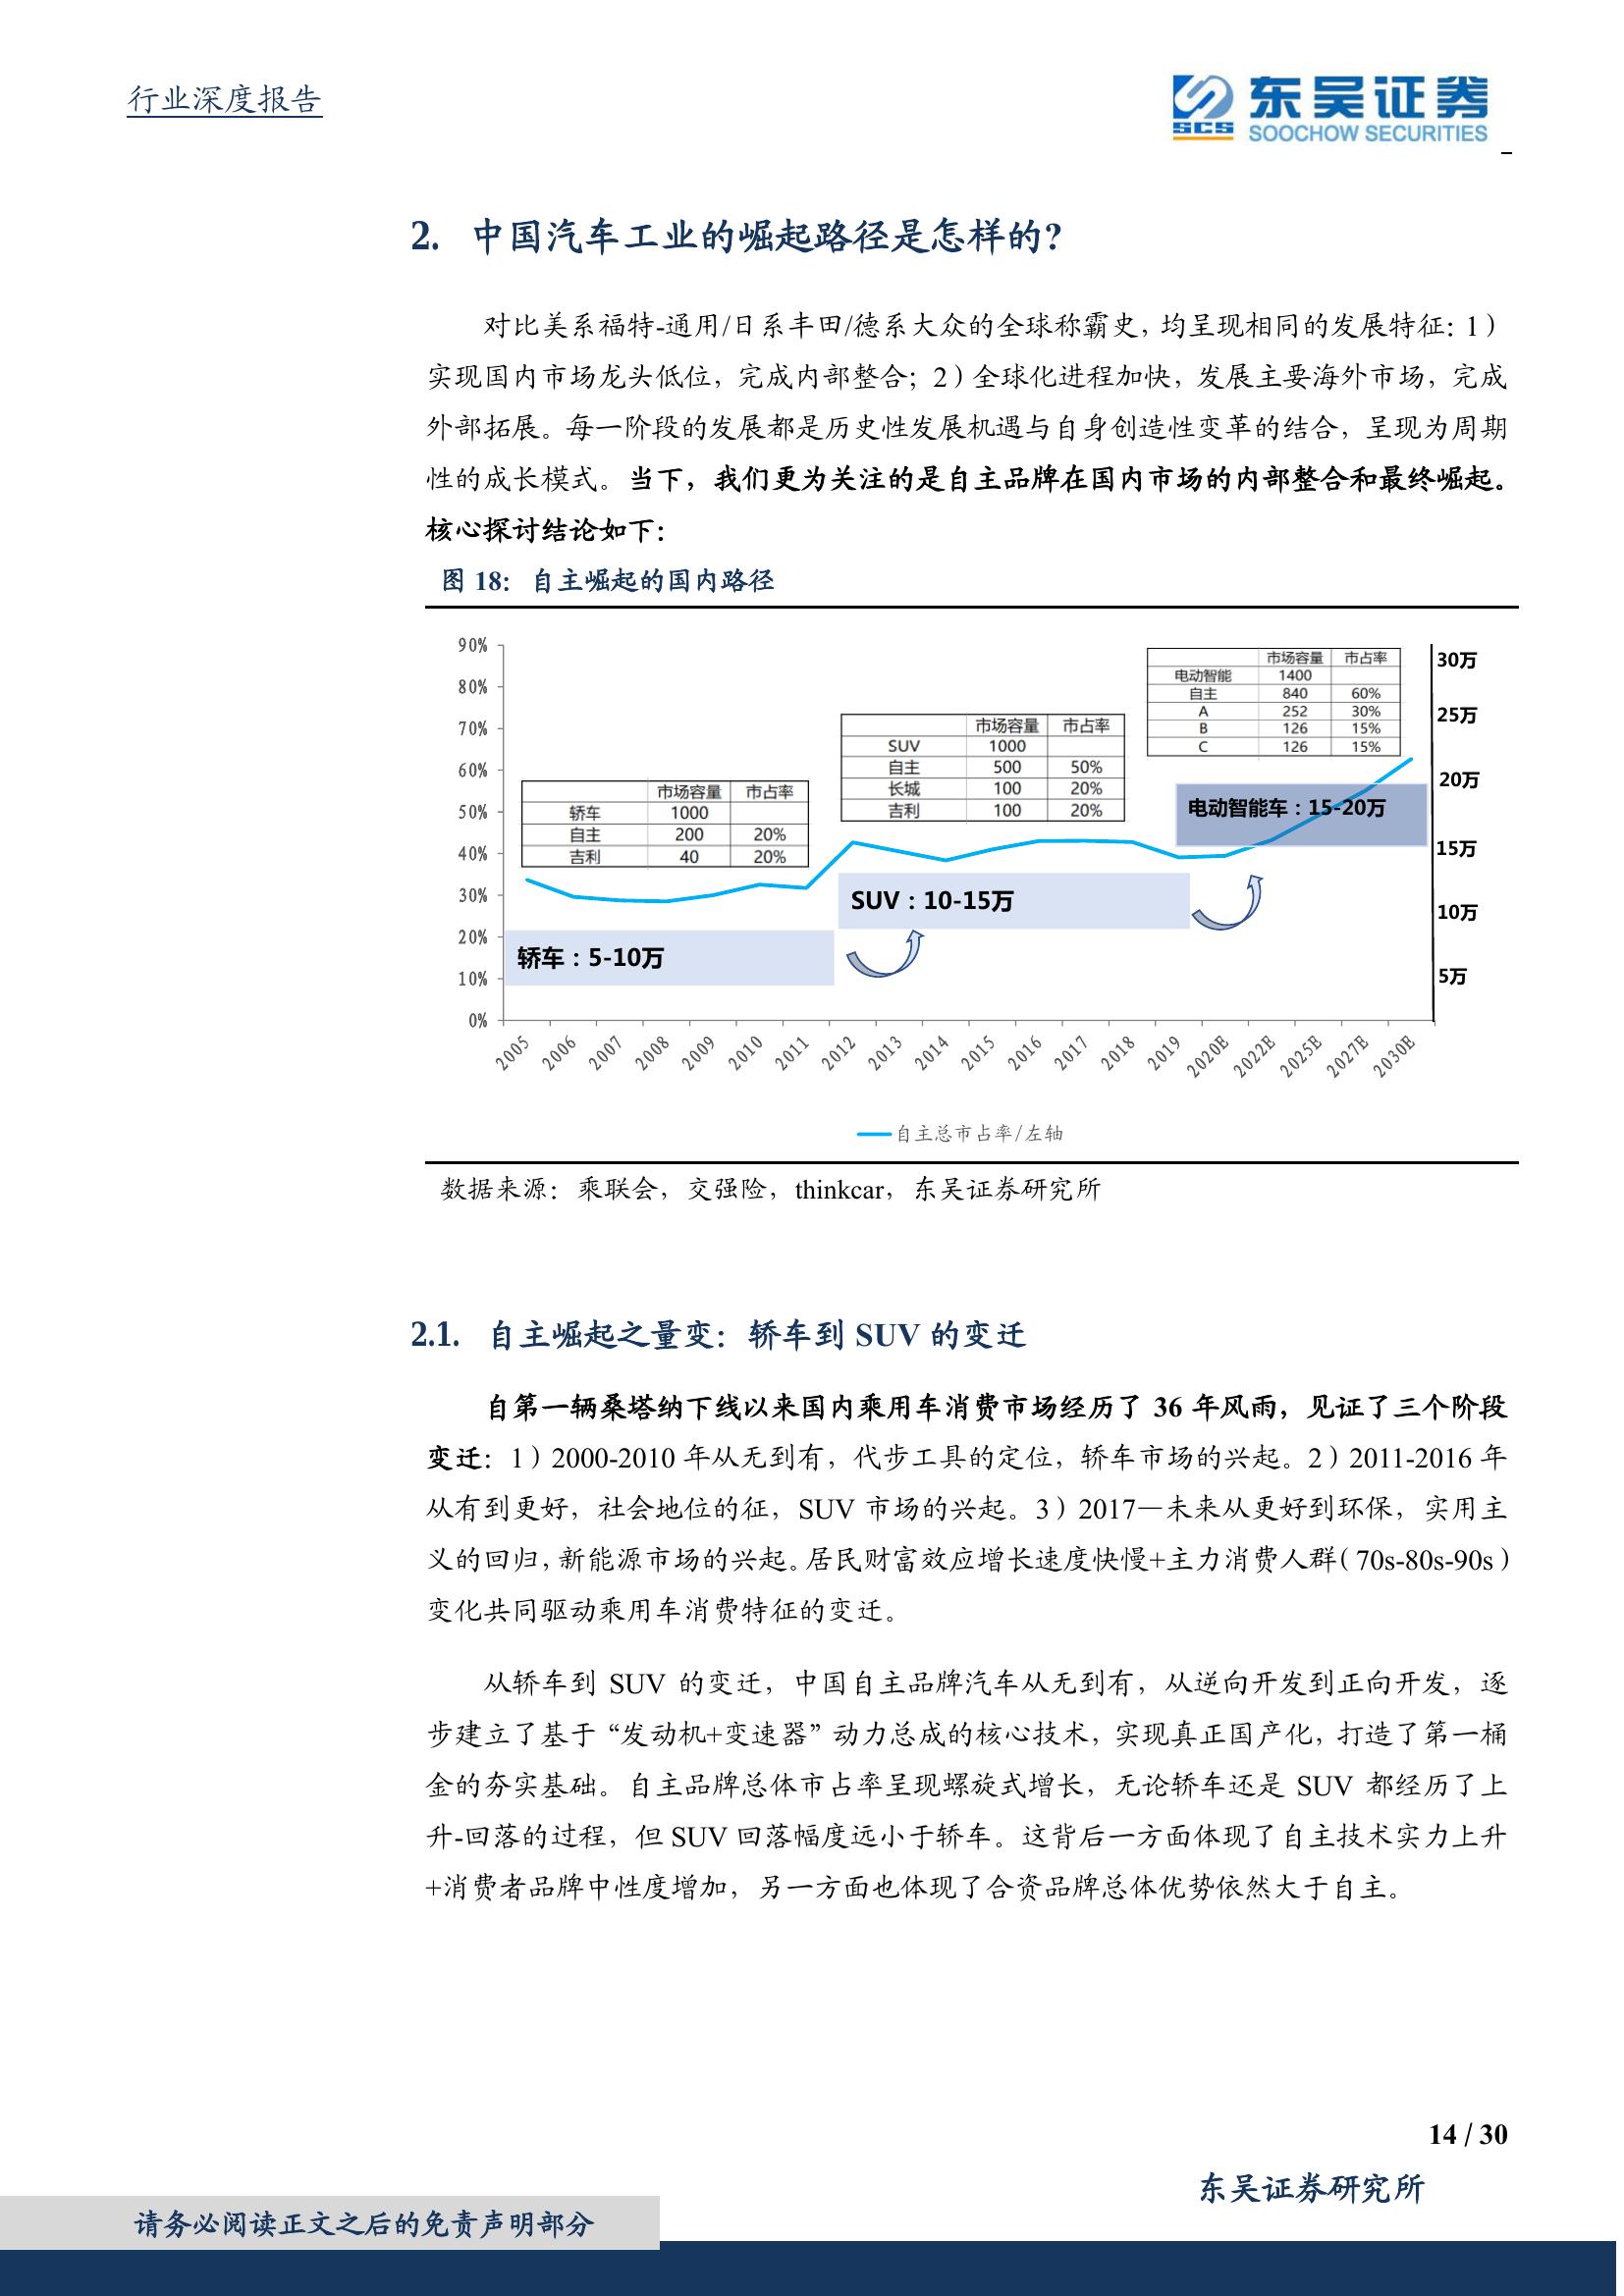 行业深度报告
SCS
东吴证券
SOOCHOW SECURITIES
2. 中国汽车工业的崛起路径是怎样的?
对比美系福特-通用/日系丰田/德系大众的全球称霸史，均呈现相同的发展特征：1）
实现国内市场龙头低位，完成内部整合；2）全球化进程加快，发展主要海外市场，完成
外部拓展。每一阶段的发展都是历史性发展机遇与自身创造性变革的结合，呈现为周期
性的成长模式。当下，我们更为关注的是自主品牌在国内市场的内部整合和最终崛起。
核心探讨结论如下：
图 18： 自主崛起的国内路径
90%
80%
70%
60%
50%
40%
30%
20%
10%
0%
市场容量 市占率
轿车 1000
自主 200 20%
吉利 40 20%
市场容量 市占率
SUV 1000
自主 500 50%
长城 100 20%
吉利 100 20%
市场容量 市占率
电动智能 1400
自主 840 60%
A 252 30%
B 126 15%
C 126 15%
轿车：5-10万
SUV：10-15万
电动智能车：15-20万
30万
25万
20万
15万
10万
5万
2005 2006 2007 2008 2009 2010 2011 2012 2013 2014 2015 2016 2017 2018 2019 2020E 2022E 2025E 2027E 2030E
自主总市占率/左轴
数据来源：乘联会，交强险，thinkcar，东吴证券研究所
2.1. 自主崛起之量变：轿车到 SUV 的变迁
自第一辆桑塔纳下线以来国内乘用车消费市场经历了 36 年风雨，见证了三个阶段
变迁：1）2000-2010 年从无到有，代步工具的定位，轿车市场的兴起。2）2011-2016 年
从有到更好，社会地位的征，SUV 市场的兴起。3）2017—未来从更好到环保，实用主
义的回归，新能源市场的兴起。居民财富效应增长速度快慢+主力消费人群（70s-80s-90s）
变化共同驱动乘用车消费特征的变迁。
从轿车到 SUV 的变迁，中国自主品牌汽车从无到有，从逆向开发到正向开发，逐
步建立了基于“发动机+变速器”动力总成的核心技术，实现真正国产化，打造了第一桶
金的夯实基础。自主品牌总体市占率呈现螺旋式增长，无论轿车还是 SUV 都经历了上
升-回落的过程，但 SUV 回落幅度远小于轿车。这背后一方面体现了自主技术实力上升
+消费者品牌中性度增加，另一方面也体现了合资品牌总体优势依然大于自主。
14 / 30
东吴证券研究所
请务必阅读正文之后的免责声明部分